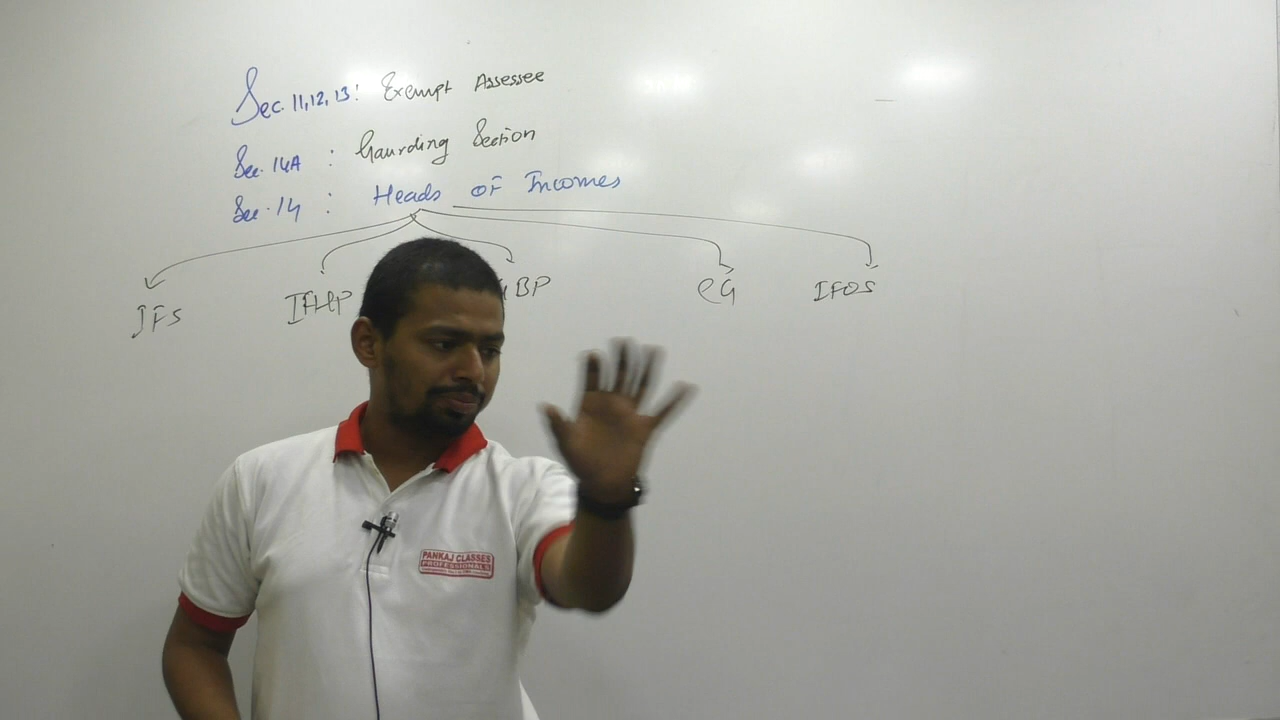 Sec. 11,12, 13: Exempt Assessee
Sec. 14A : Gaurding Section
Sec. 14 : Heads of Incomes
IFS IFHP BP CG IFOS
PANKAJ CLASSES
PROFESSIONALS